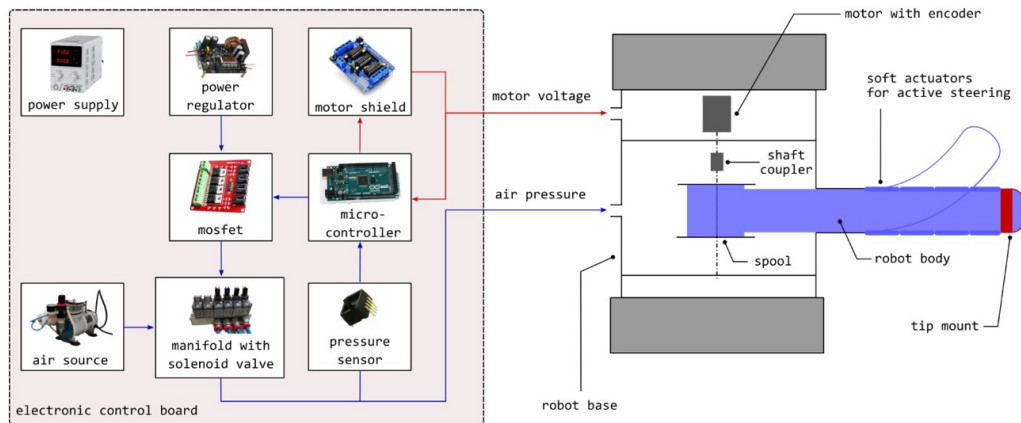 power supply
power
regulator
motor shield
mosfet
micro-
controller
air source
manifold with
solenoid valve
pressure
sensor
electronic control board
motor voltage
air pressure
motor with encoder
soft actuators
for active steering
shaft
coupler
spool
robot body
tip mount
robot base